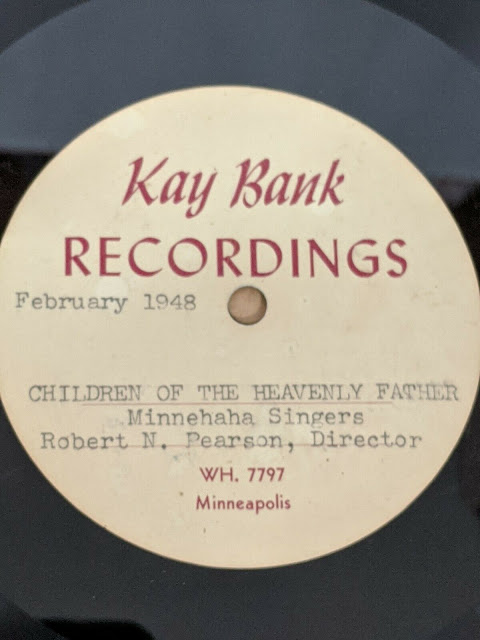 Kay Bank
RECORDINGS
February 1948
CHILDREN OF THE HEAVENLY FATHER
Minnehaha Singers
Robert N. Pearson, Director
WH. 7797
Minneapolis